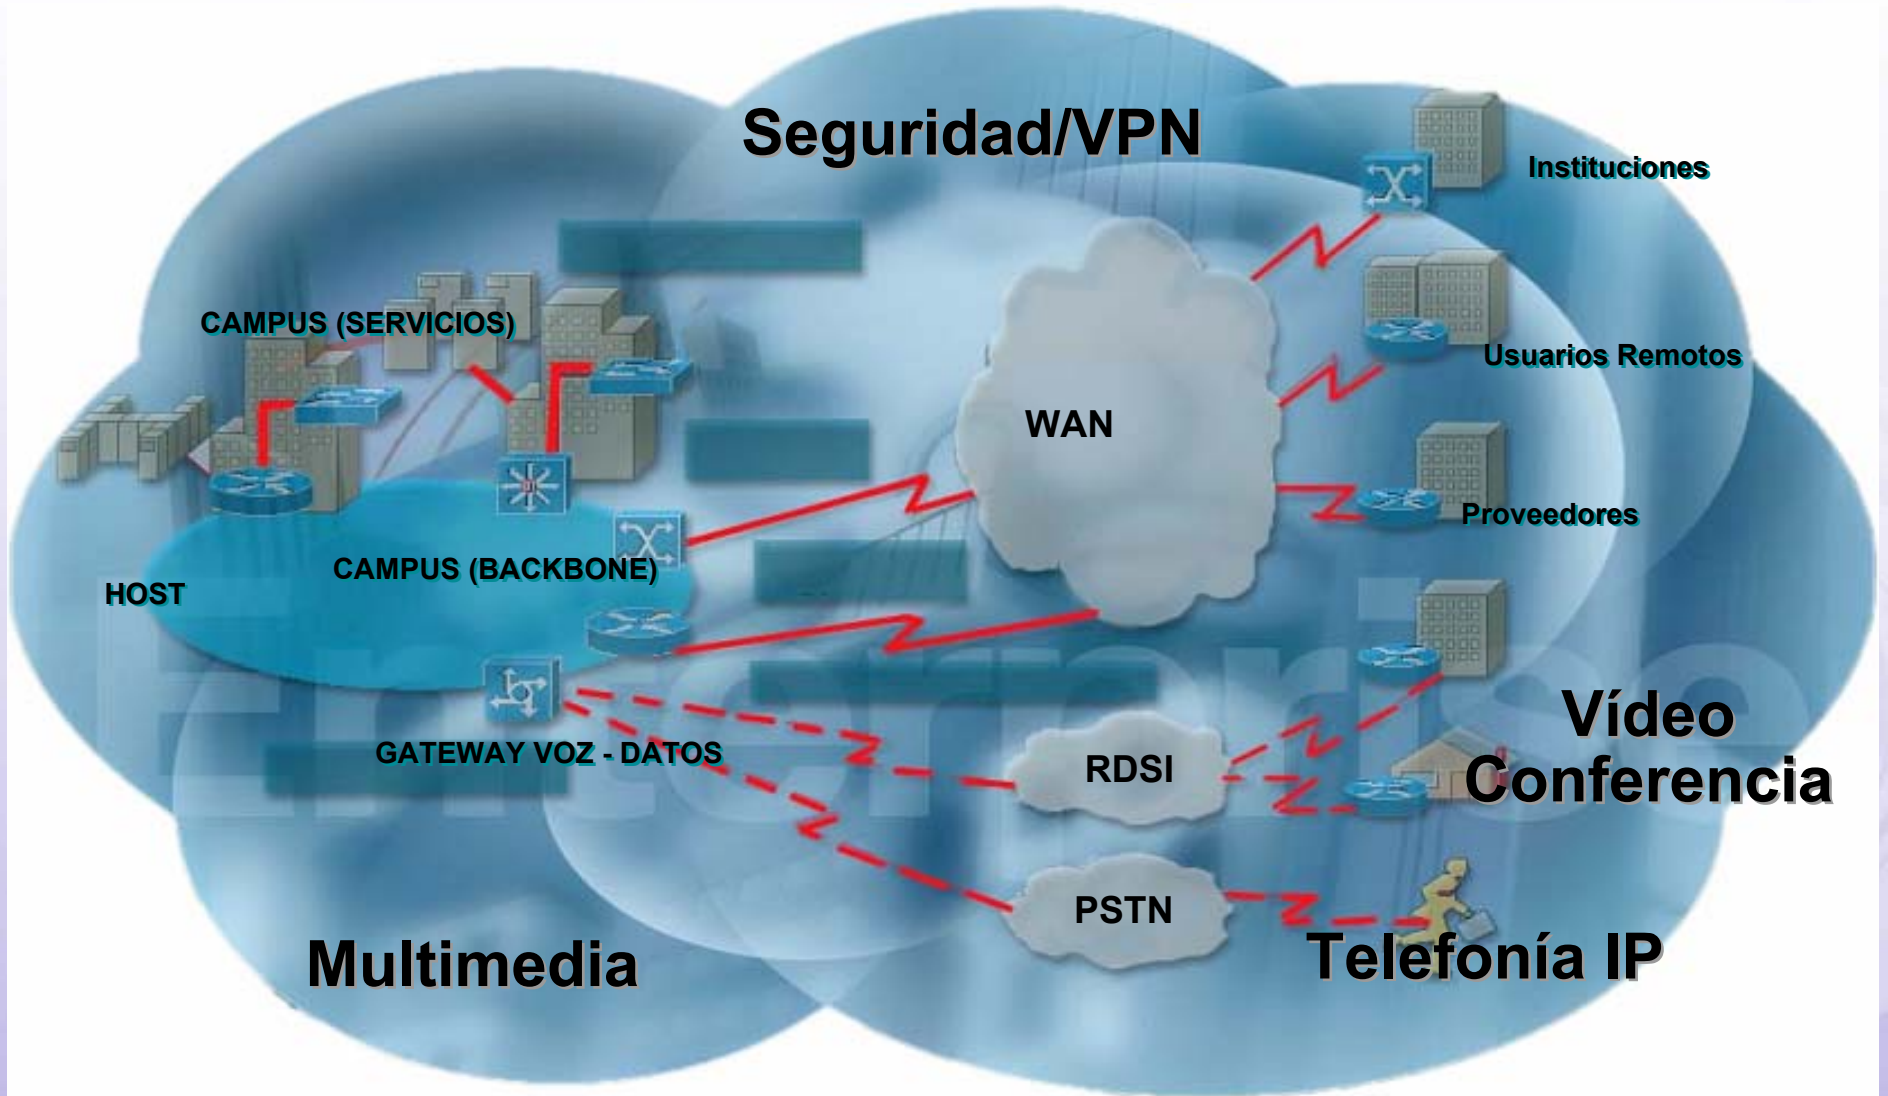 Seguridad/VPN
Instituciones
CAMPUS (SERVICIOS)
Usuarios Remotos
WAN
Proveedores
CAMPUS (BACKBONE)
HOST
Enterprise
Vídeo
Conferencia
GATEWAY VOZ - DATOS
RDSI
PSTN
Multimedia
Telefonía IP